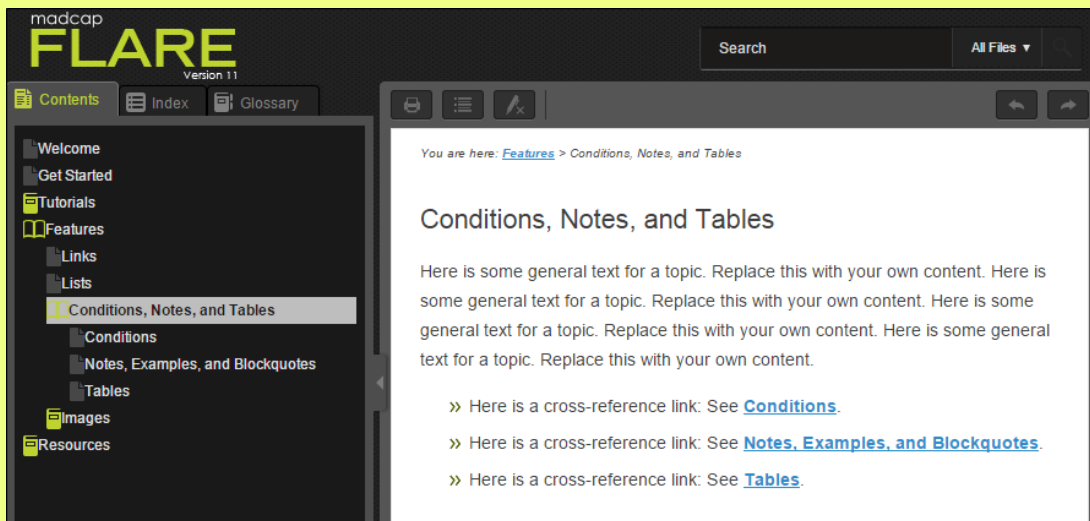 madcap
FLARE
Version 11
Search
All Files
Contents
Index
Glossary
Welcome
Get Started
Tutorials
Features
Links
Lists
Conditions, Notes, and Tables
Conditions
Notes, Examples, and Blockquotes
Tables
Images
Resources
You are here: Features > Conditions, Notes, and Tables
Conditions, Notes, and Tables
Here is some general text for a topic. Replace this with your own content. Here is
some general text for a topic. Replace this with your own content. Here is some
general text for a topic. Replace this with your own content. Here is some general
text for a topic. Replace this with your own content.
» Here is a cross-reference link: See Conditions.
» Here is a cross-reference link: See Notes, Examples, and Blockquotes.
» Here is a cross-reference link: See Tables.